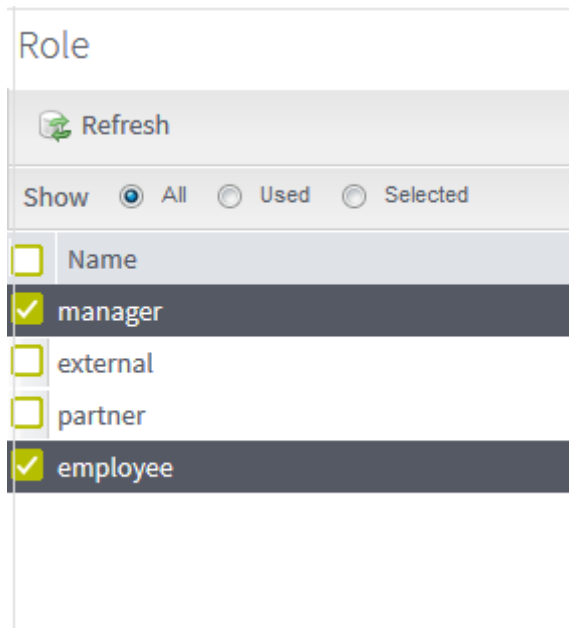 Role
Refresh
Show All Used Selected
Name
manager
external
partner
employee